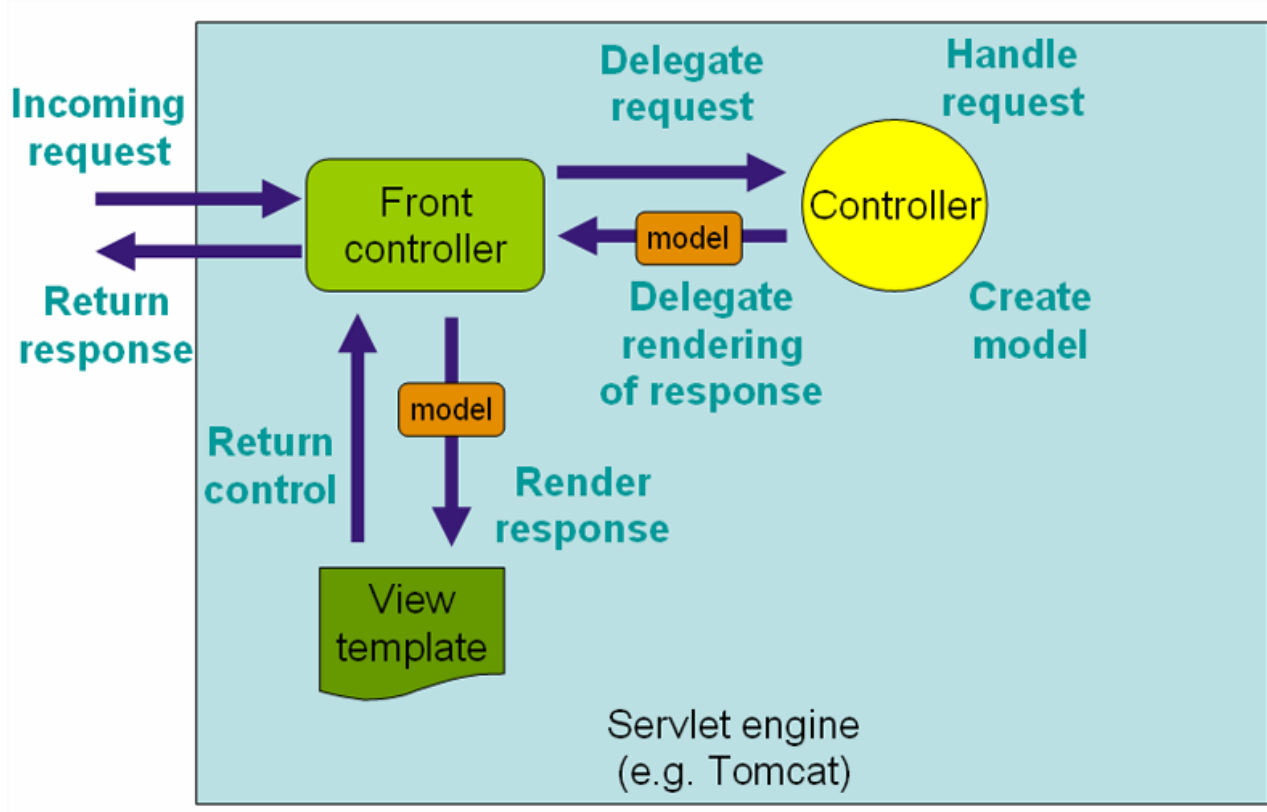 Incoming
request
Return
response
Front
controller
Delegate
request
Handle
request
Controller
model
Delegate
rendering
of response
Create
model
model
Return
control
Render
response
View
template
Servlet engine
(e.g. Tomcat)